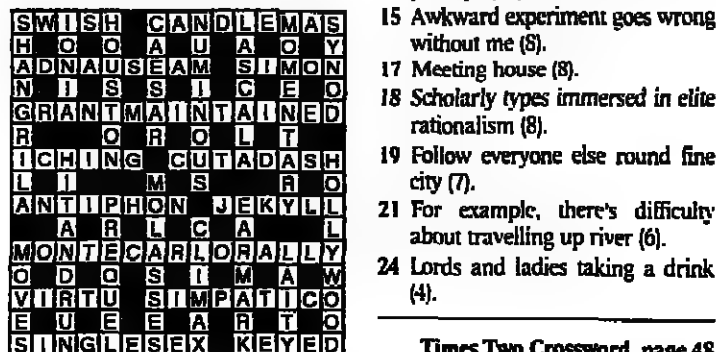 SWISH CANDLEMAS
H O O A U A O Y
ADNAUSEAM SIMON
N I S S I C E O
GRANTMAINTAINED
R O R O L T
ICHING CUTADASH
L I M S R O
ANTIPHON JEKYLL
A R L C A L
MONTECARLORALLY
O D O S I M A W
VIRTU SIMPATICO
E U E E A R T O
SINGLESEX KEYED
15 Awkward experiment goes wrong
without me (8).
17 Meeting house (8).
18 Scholarly types immersed in elite
rationalism (8).
19 Follow everyone else round fine
city (7).
21 For example, there's difficulty
about travelling up river (6).
24 Lords and ladies taking a drink
(4).
Times Two Crossword, page 48